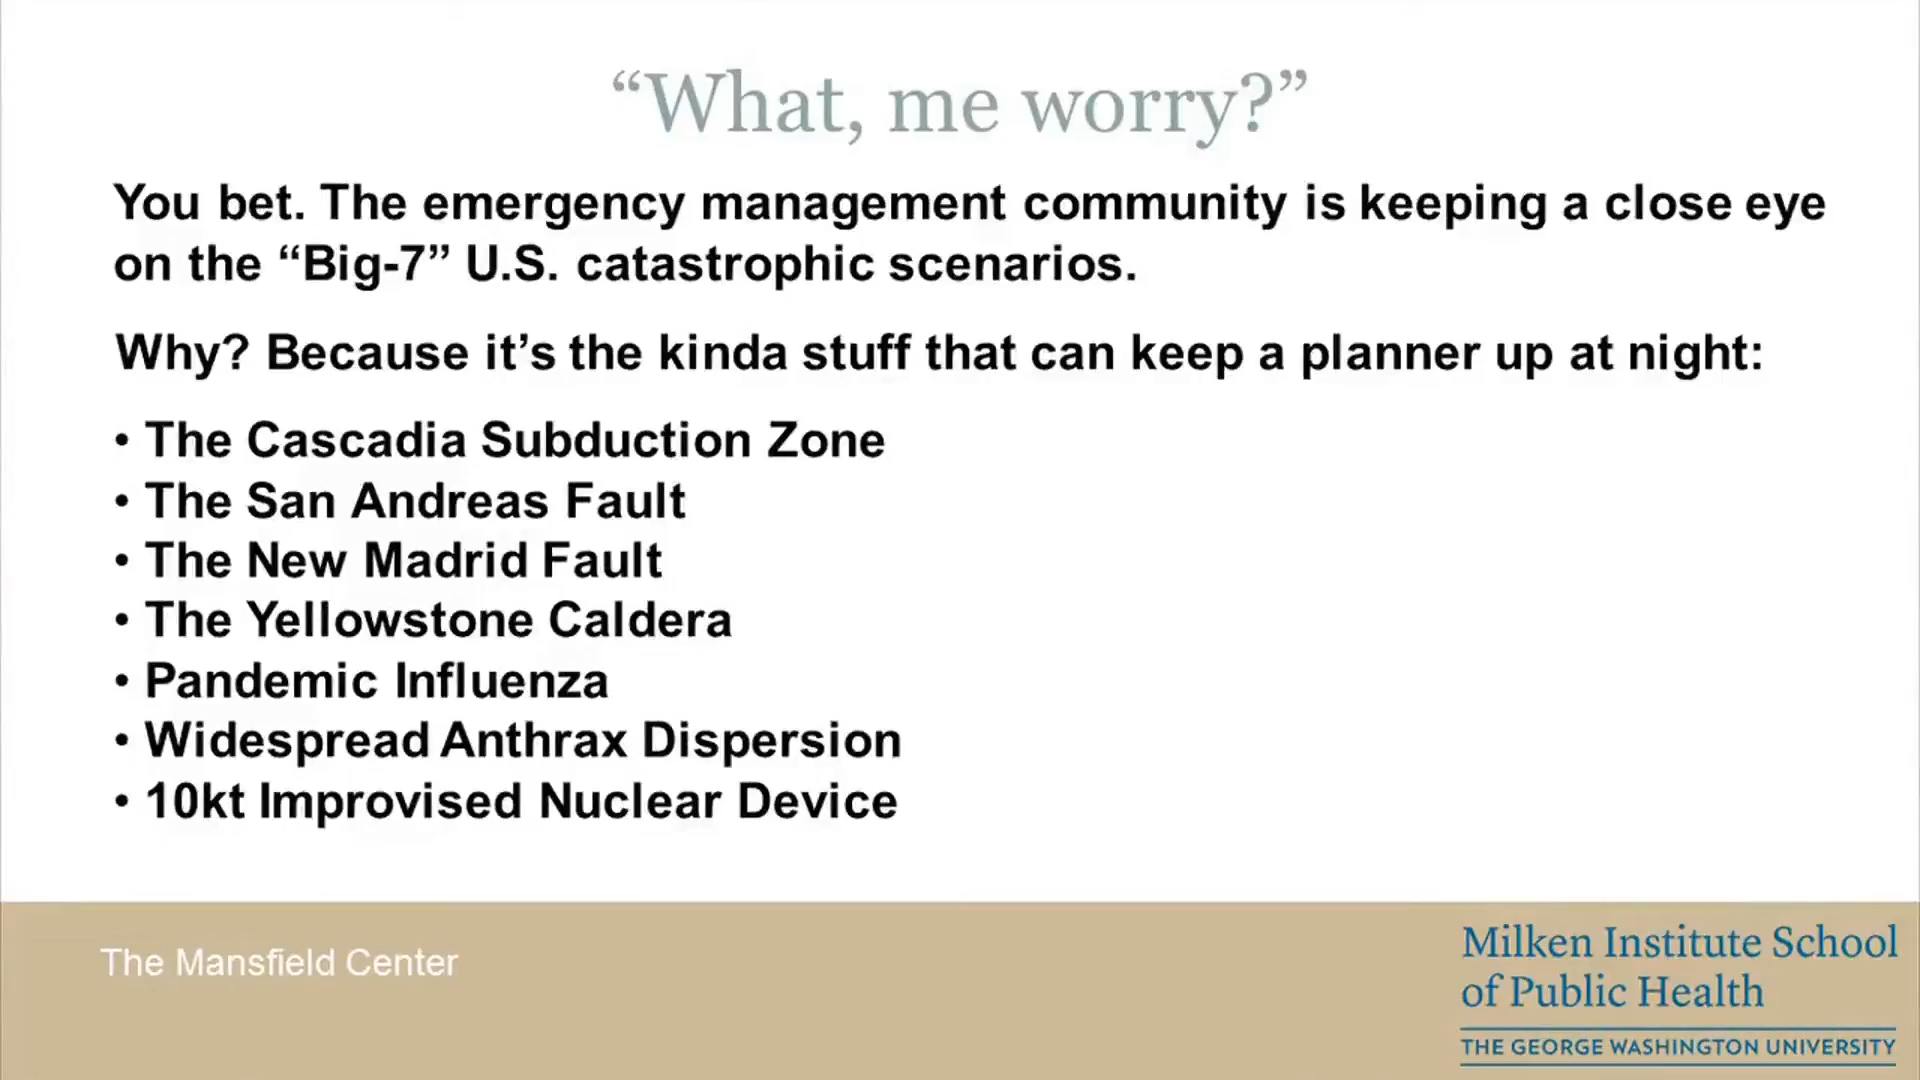 “What, me worry?”
You bet. The emergency management community is keeping a close eye
on the “Big-7” U.S. catastrophic scenarios.
Why? Because it’s the kinda stuff that can keep a planner up at night:
• The Cascadia Subduction Zone
• The San Andreas Fault
• The New Madrid Fault
• The Yellowstone Caldera
• Pandemic Influenza
• Widespread Anthrax Dispersion
• 10kt Improvised Nuclear Device
The Mansfield Center
Milken Institute School
of Public Health
THE GEORGE WASHINGTON UNIVERSITY